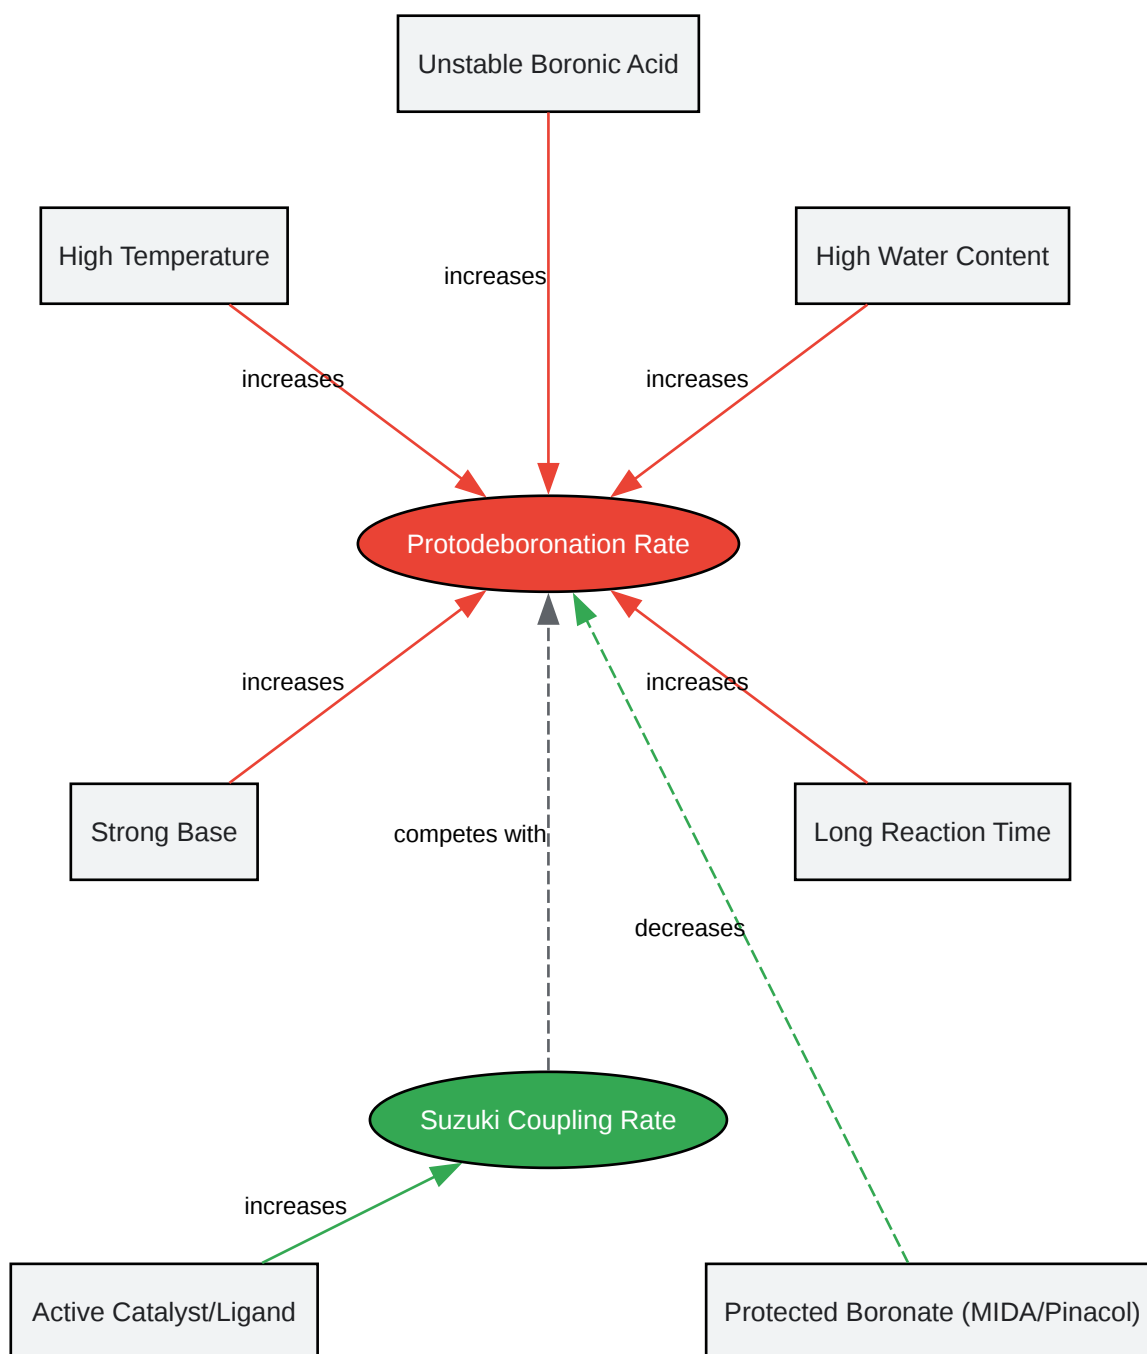 Unstable Boronic Acid
High Temperature
High Water Content
increases
increases
increases
Protodeboronation Rate
increases
increases
Strong Base
competes with
Long Reaction Time
decreases
Suzuki Coupling Rate
increases
Active Catalyst/Ligand
Protected Boronate (MIDA/Pinacol)